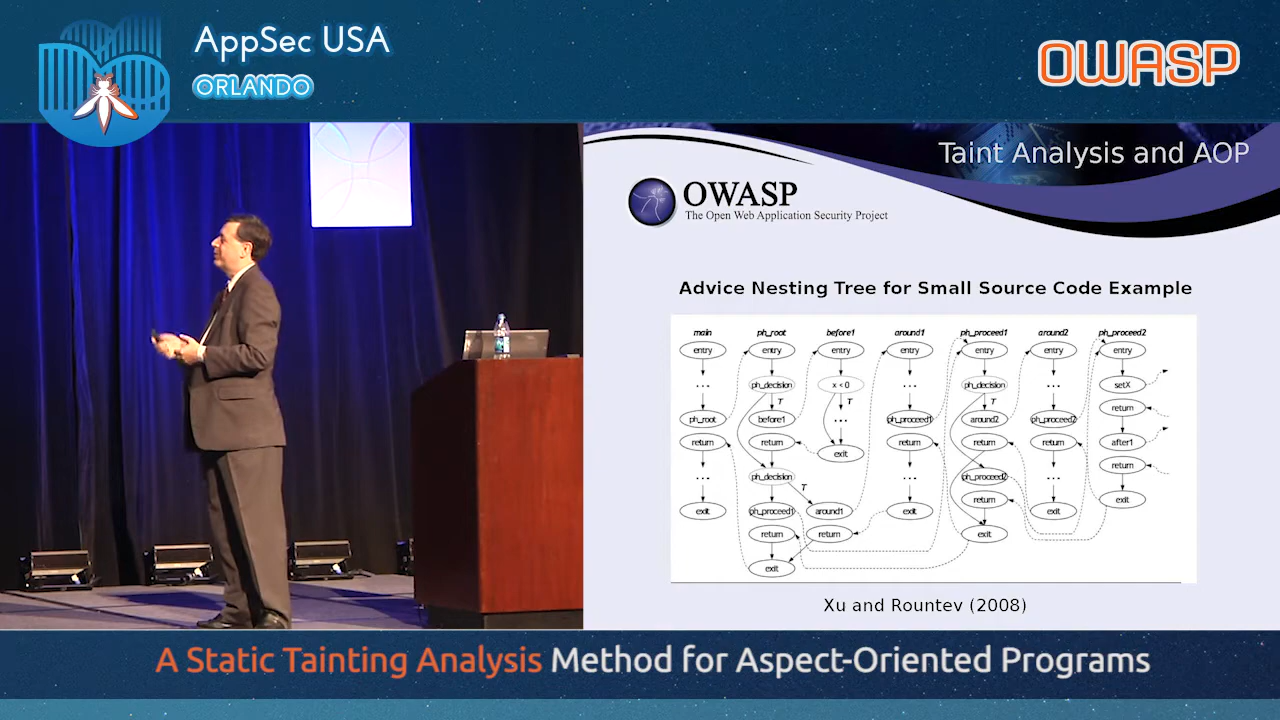 AppSec USA
ORLANDO
OWASP
Taint Analysis and AOP
OWASP
The Open Web Application Security Project
Advice Nesting Tree for Small Source Code Example
main ph_root before1 around1 ph_proceed1 around2 ph_proceed2
entry entry entry entry entry entry entry
... ph_decision x < 0 ... ph_decision ... setX
T T T
return
ph_root before1 ... ph_proceed1 around2 ph_proceed2
return return return return return after1
exit
return
... ph_decision ... ph_proceed2 ...
T
return exit
exit ph_proceed1 around1 exit exit
return return exit
exit
Xu and Rountev (2008)
A Static Tainting Analysis Method for Aspect-Oriented Programs